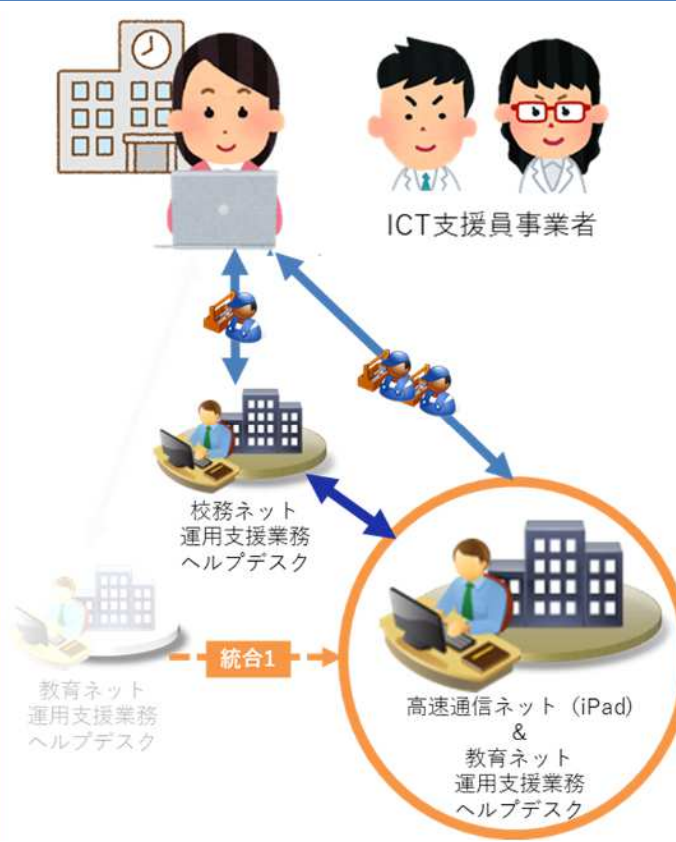 ICT支援員事業者
校務ネット
運用支援業務
ヘルプデスク
統合1
教育ネット
運用支援業務
ヘルプデスク
高速通信ネット（iPad）
&
教育ネット
運用支援業務
ヘルプデスク